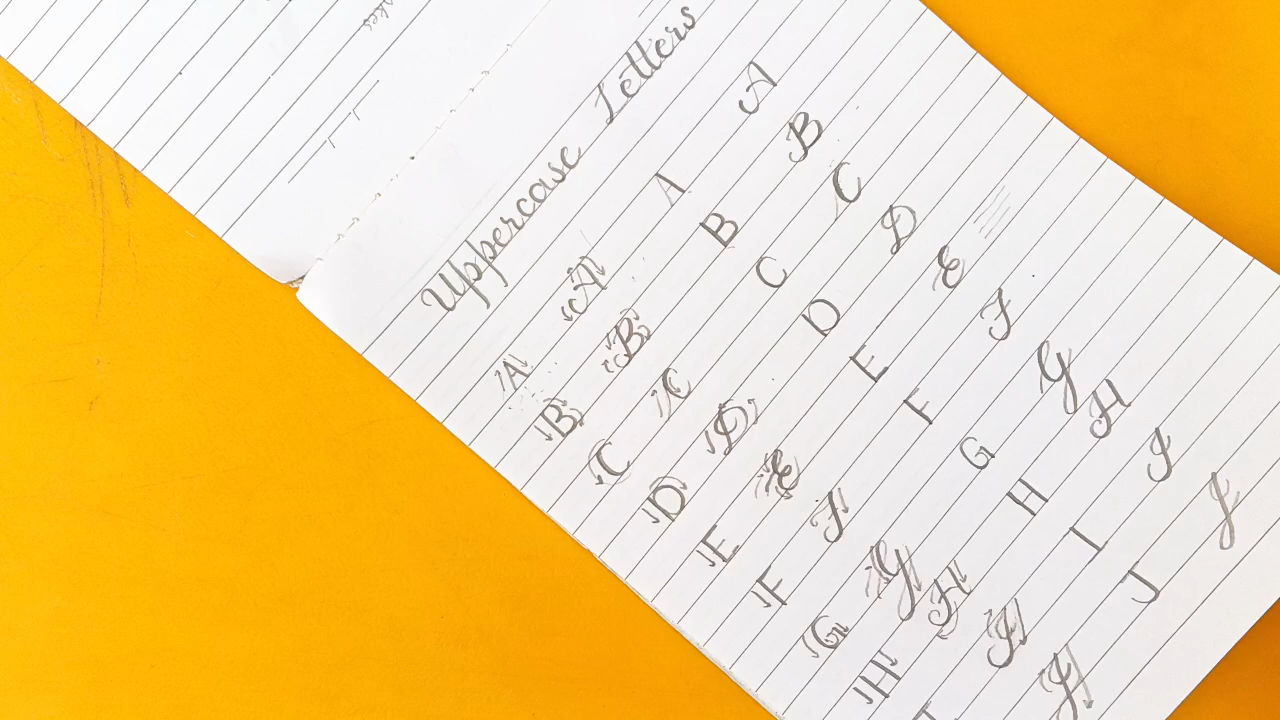 Uppercase Letters
A A A A
B B B B
C C C C
D D D D
E E E E
F F F F
G G G G
H H H H
I I I
J J J